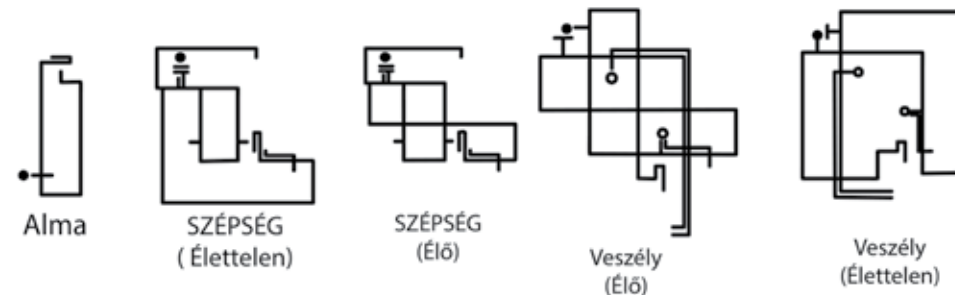 Alma
SZÉPSÉG
( Élettelen)
SZÉPSÉG
(Élő)
Veszély
(Élő)
Veszély
(Élettelen)